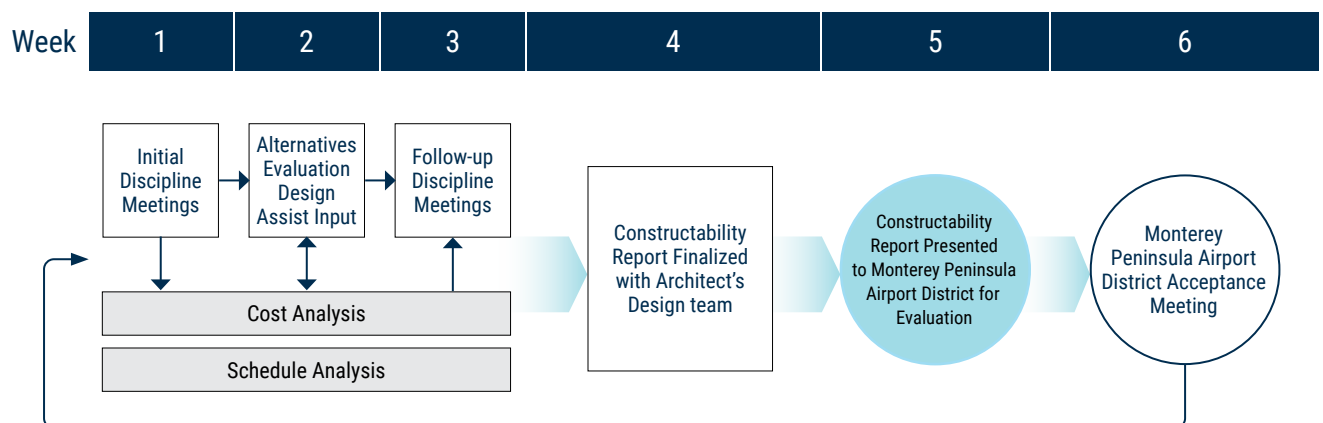 Week 1 2 3 4 5 6
Initial
Discipline
Meetings
Alternatives
Evaluation
Design
Assist Input
Follow-up
Discipline
Meetings
Cost Analysis
Schedule Analysis
Constructability
Report Finalized
with Architect’s
Design team
Constructability
Report Presented
to Monterey Peninsula
Airport District for
Evaluation
Monterey
Peninsula Airport
District Acceptance
Meeting